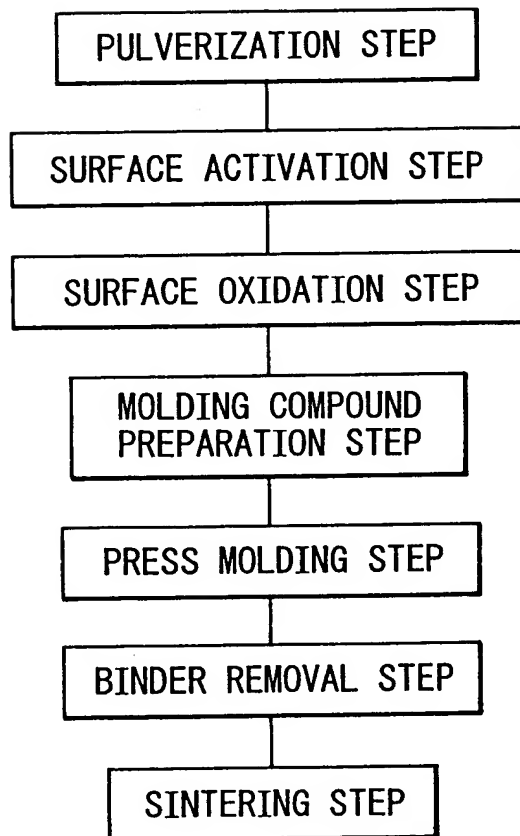 PULVERIZATION STEP
SURFACE ACTIVATION STEP
SURFACE OXIDATION STEP
MOLDING COMPOUND
PREPARATION STEP
PRESS MOLDING STEP
BINDER REMOVAL STEP
SINTERING STEP